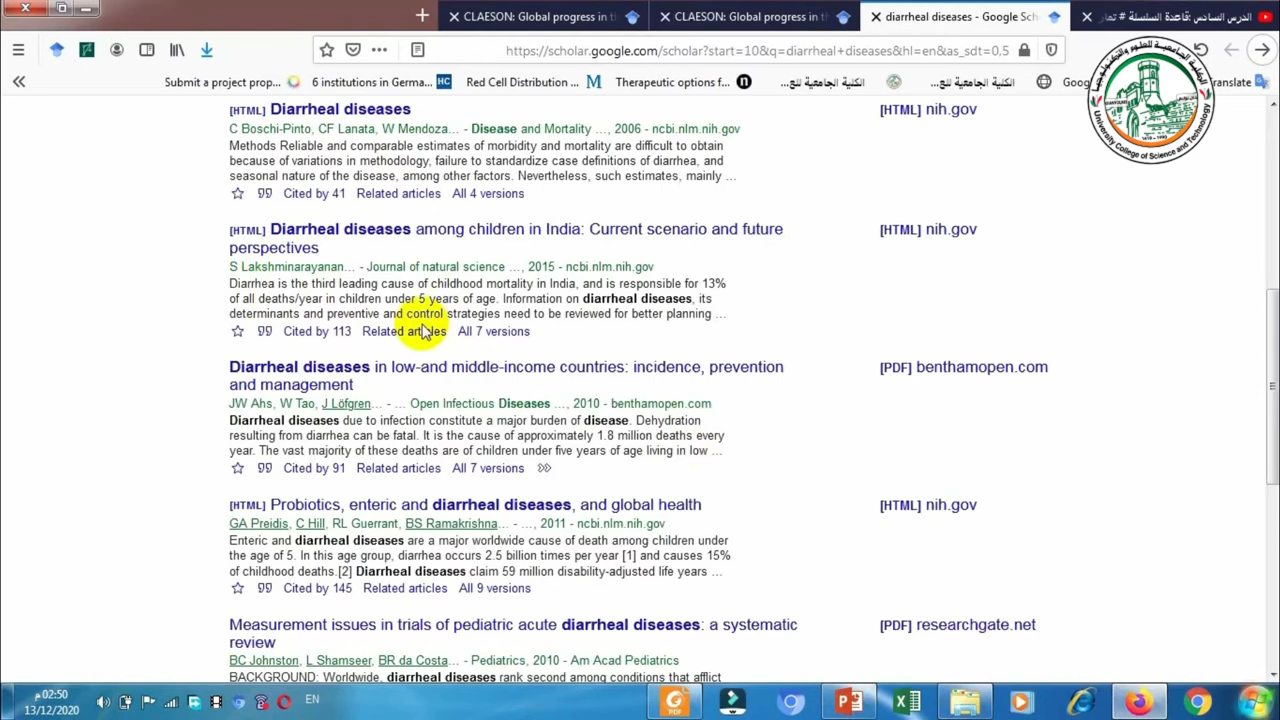 CLAESON: Global progress in t
CLAESON: Global progress in t
diarrheal diseases - Google Sch
الدرس السادس :قاعدة السلسلة # تمار
https://scholar.google.com/scholar?start=10&q=diarrheal+diseases&hl=en&as_sdt=0,5
Submit a project prop...
6 institutions in Germa...
HC
Red Cell Distribution ...
M
Therapeutic options f...
n
الكلية الجامعية للع...
الكلية الجامعية للع...
Goog
Translate
University College of Science and Technology
[HTML] Diarrheal diseases
[HTML] nih.gov
C Boschi-Pinto, CF Lanata, W Mendoza... - Disease and Mortality ..., 2006 - ncbi.nlm.nih.gov
Methods Reliable and comparable estimates of morbidity and mortality are difficult to obtain
because of variations in methodology, failure to standardize case definitions of diarrhea, and
seasonal nature of the disease, among other factors. Nevertheless, such estimates, mainly ...
Cited by 41 Related articles All 4 versions
[HTML] Diarrheal diseases among children in India: Current scenario and future
perspectives
[HTML] nih.gov
S Lakshminarayanan... - Journal of natural science ..., 2015 - ncbi.nlm.nih.gov
Diarrhea is the third leading cause of childhood mortality in India, and is responsible for 13%
of all deaths/year in children under 5 years of age. Information on diarrheal diseases, its
determinants and preventive and control strategies need to be reviewed for better planning ...
Cited by 113 Related articles All 7 versions
Diarrheal diseases in low-and middle-income countries: incidence, prevention
and management
[PDF] benthamopen.com
JW Ahs, W Tao, J Löfgren... - ... Open Infectious Diseases ..., 2010 - benthamopen.com
Diarrheal diseases due to infection constitute a major burden of disease. Dehydration
resulting from diarrhea can be fatal. It is the cause of approximately 1.8 million deaths every
year. The vast majority of these deaths are of children under five years of age living in low ...
Cited by 91 Related articles All 7 versions
[HTML] Probiotics, enteric and diarrheal diseases, and global health
[HTML] nih.gov
GA Preidis, C Hill, RL Guerrant, BS Ramakrishna... - ..., 2011 - ncbi.nlm.nih.gov
Enteric and diarrheal diseases are a major worldwide cause of death among children under
the age of 5. In this age group, diarrhea occurs 2.5 billion times per year [1] and causes 15%
of childhood deaths.[2] Diarrheal diseases claim 59 million disability-adjusted life years ...
Cited by 145 Related articles All 9 versions
Measurement issues in trials of pediatric acute diarrheal diseases: a systematic
review
[PDF] researchgate.net
BC Johnston, L Shamseer, BR da Costa... - Pediatrics, 2010 - Am Acad Pediatrics
BACKGROUND: Worldwide, diarrheal diseases rank second among conditions that afflict
02:50 م
13/12/2020
EN
PDF